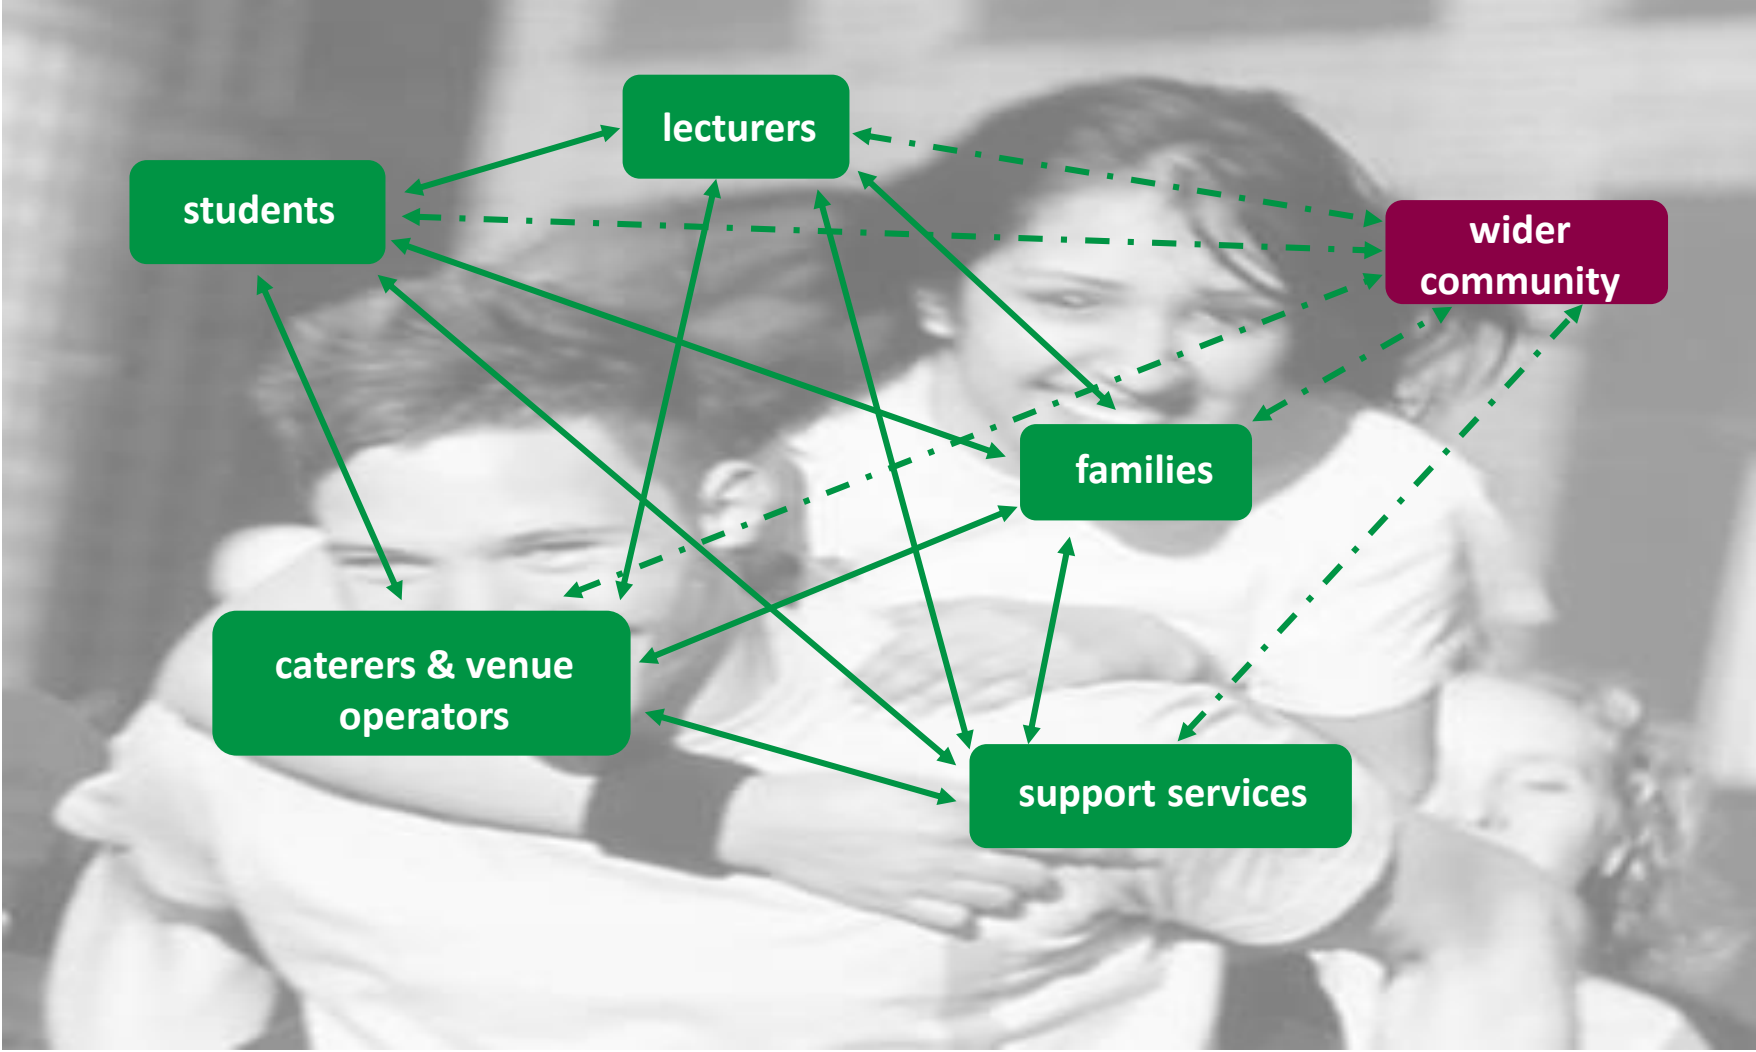 lecturers
students
wider
community
families
caterers & venue
operators
support services